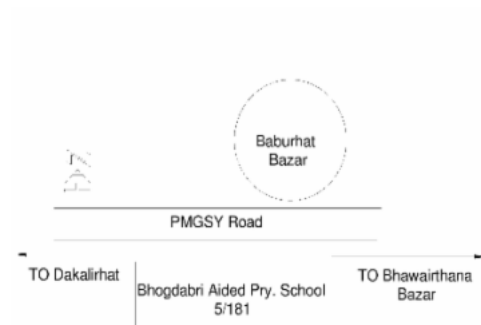 Baburhat
Bazar
PMGSY Road
TO Dakalirhat
Bhogdabri Aided Pry. School
5/181
TO Bhawairthana
Bazar